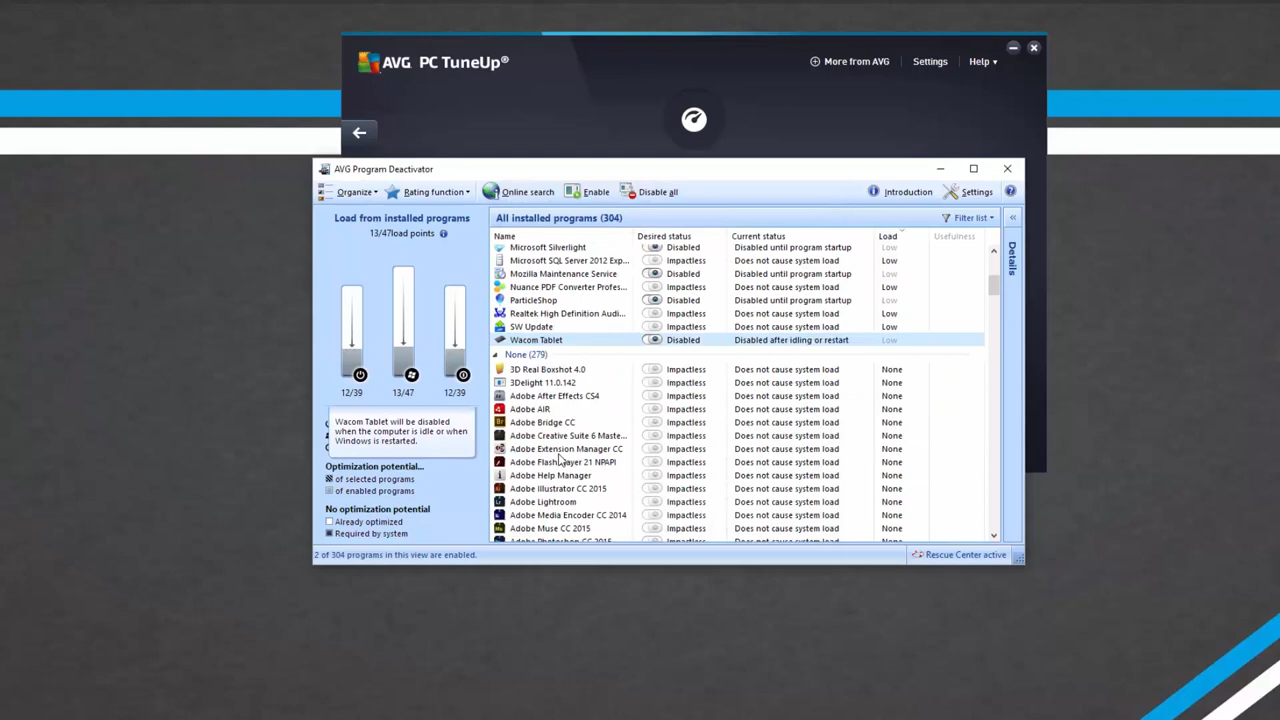 AVG PC TuneUp®
More from AVG Settings Help
AVG Program Deactivator
Organize Rating function Online search Enable Disable all Introduction Settings
Load from installed programs
13/47load points
12/39 13/47 12/39
Wacom Tablet will be disabled
when the computer is idle or when
Windows is restarted.
Optimization potential...
of selected programs
of enabled programs
No optimization potential
Already optimized
Required by system
All installed programs (304) Filter list
Name Desired status Current status Load Usefulness
Microsoft Silverlight Disabled Disabled until program startup Low
Microsoft SQL Server 2012 Exp... Impactless Does not cause system load Low
Mozilla Maintenance Service Disabled Disabled until program startup Low
Nuance PDF Converter Profes... Impactless Does not cause system load Low
ParticleShop Disabled Disabled until program startup Low
Realtek High Definition Audi... Impactless Does not cause system load Low
SW Update Impactless Does not cause system load Low
Wacom Tablet Disabled Disabled after idling or restart Low
None (279)
3D Real Boxshot 4.0 Impactless Does not cause system load None
3Delight 11.0.142 Impactless Does not cause system load None
Adobe After Effects CS4 Impactless Does not cause system load None
Adobe AIR Impactless Does not cause system load None
Adobe Bridge CC Impactless Does not cause system load None
Adobe Creative Suite 6 Maste... Impactless Does not cause system load None
Adobe Extension Manager CC Impactless Does not cause system load None
Adobe Flash Player 21 NPAPI Impactless Does not cause system load None
Adobe Help Manager Impactless Does not cause system load None
Adobe Illustrator CC 2015 Impactless Does not cause system load None
Adobe Lightroom Impactless Does not cause system load None
Adobe Media Encoder CC 2014 Impactless Does not cause system load None
Adobe Muse CC 2015 Impactless Does not cause system load None
Adobe Photoshop CC 2015 Impactless Does not cause system load None
Details
2 of 304 programs in this view are enabled. Rescue Center active